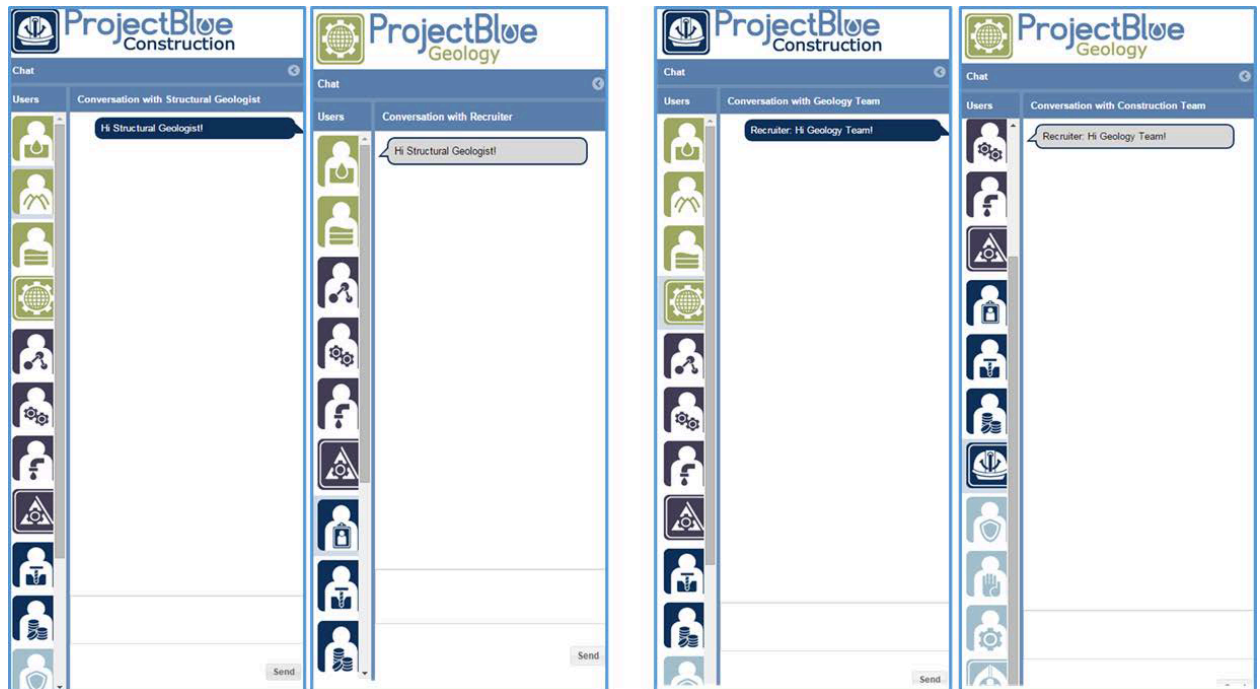 ProjectBlue
Construction
Chat
Users
Conversation with Structural Geologist
Hi Structural Geologist!
Send
ProjectBlue
Geology
Chat
Users
Conversation with Recruiter
Hi Structural Geologist!
Send
ProjectBlue
Construction
Chat
Users
Conversation with Geology Team
Recruiter: Hi Geology Team!
Send
ProjectBlue
Geology
Chat
Users
Conversation with Construction Team
Recruiter: Hi Geology Team!